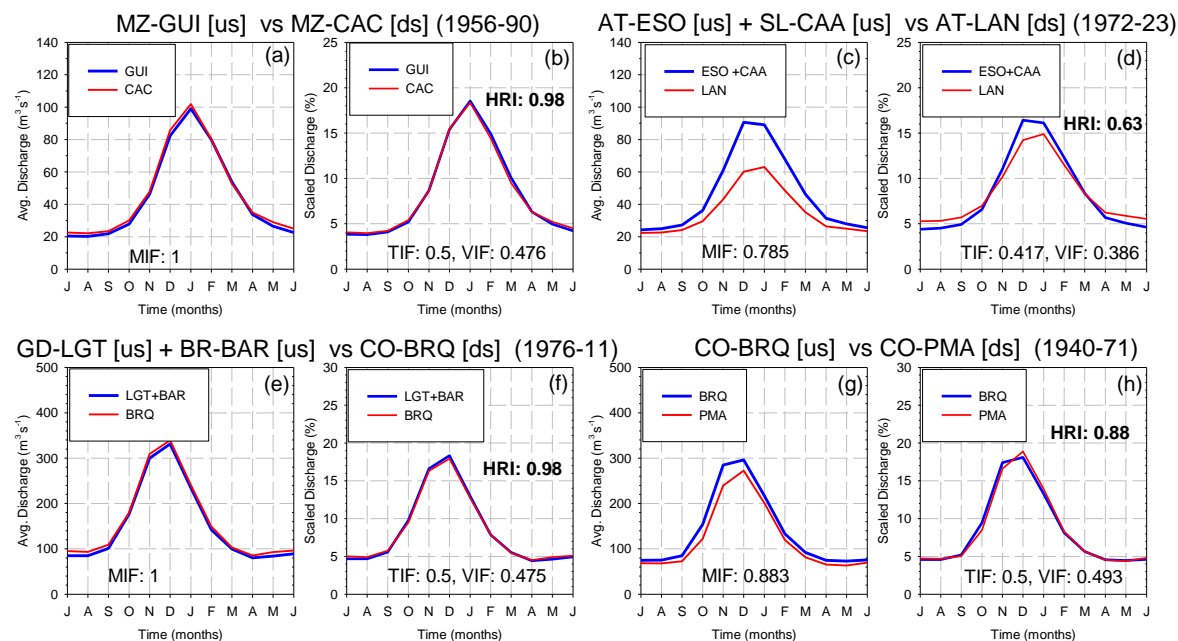 MZ-GUI [us] vs MZ-CAC [ds] (1956-90)
AT-ESO [us] + SL-CAA [us] vs AT-LAN [ds] (1972-23)
(a)
GUI
CAC
MIF: 1
Avg. Discharge (m³ s⁻¹)
140
120
100
80
60
40
20
0
J A S O N D J F M A M J
Time (months)
(b)
GUI
CAC
HRI: 0.98
TIF: 0.5, VIF: 0.476
Scaled Discharge (%)
25
20
15
10
5
0
J A S O N D J F M A M J
Time (months)
(c)
ESO +CAA
LAN
MIF: 0.785
Avg. Discharge (m³ s⁻¹)
140
120
100
80
60
40
20
0
J A S O N D J F M A M J
Time (months)
(d)
ESO+CAA
LAN
HRI: 0.63
TIF: 0.417, VIF: 0.386
Scaled Discharge (%)
25
20
15
10
5
0
J A S O N D J F M A M J
Time (months)
GD-LGT [us] + BR-BAR [us] vs CO-BRQ [ds] (1976-11)
CO-BRQ [us] vs CO-PMA [ds] (1940-71)
(e)
LGT+BAR
BRQ
MIF: 1
Avg. Discharge (m³ s⁻¹)
500
400
300
200
100
0
J A S O N D J F M A M J
Time (months)
(f)
LGT+BAR
BRQ
HRI: 0.98
TIF: 0.5, VIF: 0.475
Scaled Discharge (%)
30
25
20
15
10
5
0
J A S O N D J F M A M J
Time (months)
(g)
BRQ
PMA
MIF: 0.883
Avg. Discharge (m³ s⁻¹)
500
400
300
200
100
0
J A S O N D J F M A M J
Time (months)
(h)
BRQ
PMA
HRI: 0.88
TIF: 0.5, VIF: 0.493
Scaled Discharge (%)
30
25
20
15
10
5
0
J A S O N D J F M A M J
Time (months)